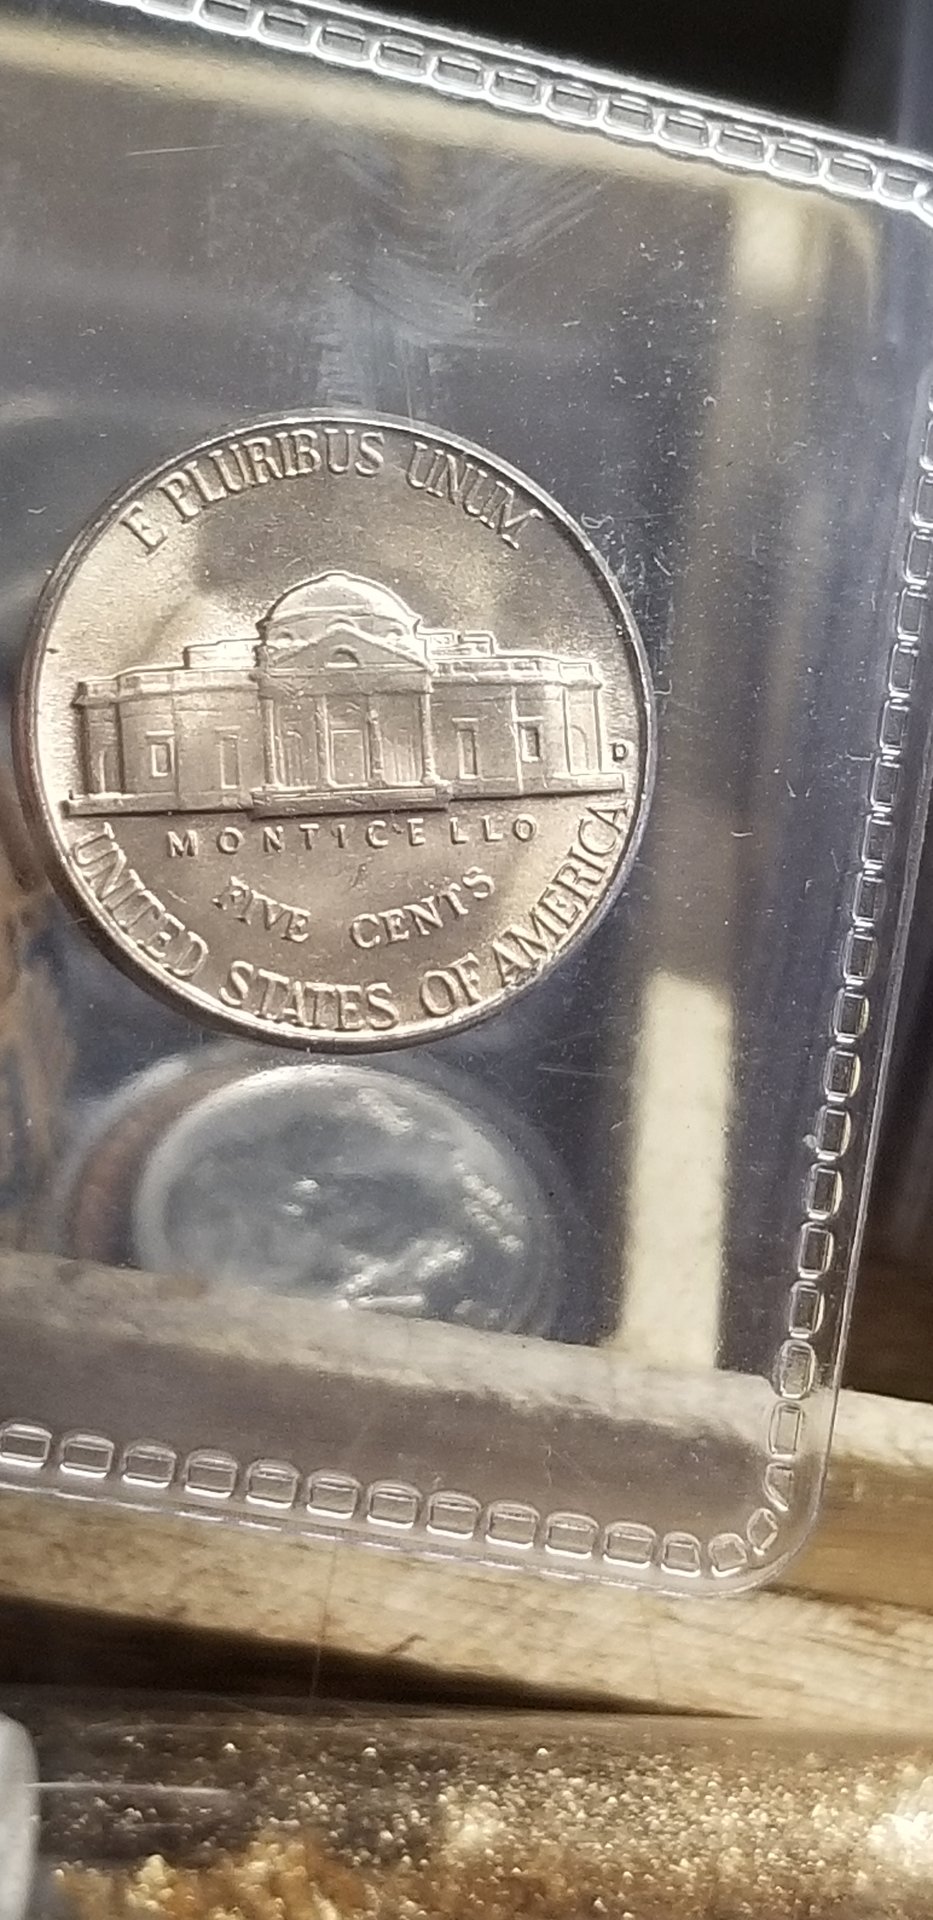 E PLURIBUS UNUM
D
MONTICELLO
FIVE CENTS
UNITED STATES OF AMERICA